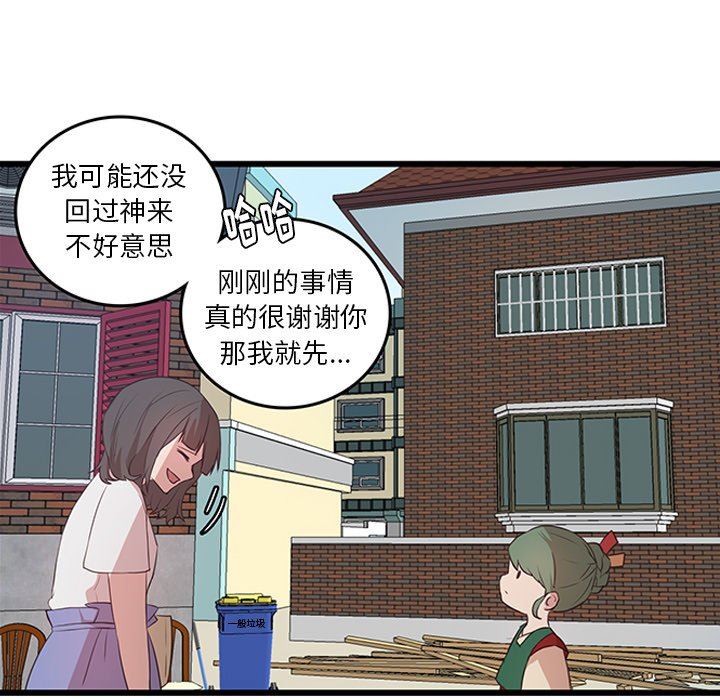 我可能还没
回过神来
不好意思
哈哈
刚刚的事情
真的很谢谢你
那我就先...
一般垃圾